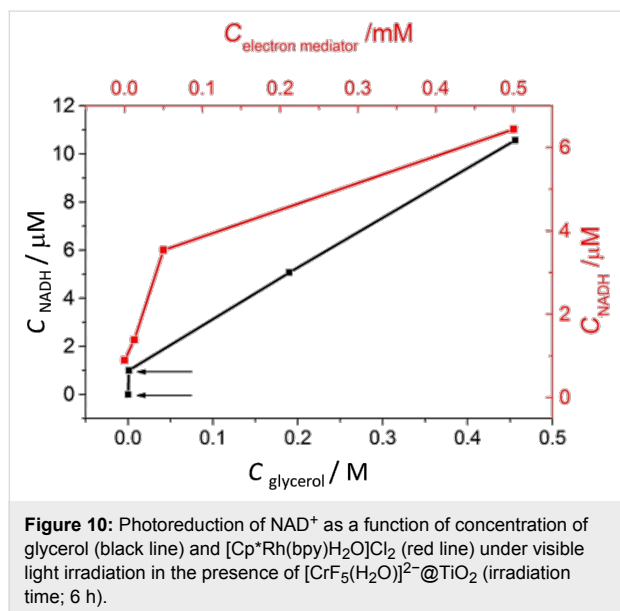 C electron mediator /mM
0.0 0.1 0.2 0.3 0.4 0.5
12
10
8
6
4
2
0
C NADH / μM
6
4
2
0
C NADH /μM
0.0 0.1 0.2 0.3 0.4 0.5
C glycerol / M
Figure 10: Photoreduction of NAD⁺ as a function of concentration of
glycerol (black line) and [Cp*Rh(bpy)H₂O]Cl₂ (red line) under visible
light irradiation in the presence of [CrF₅(H₂O)]²⁻@TiO₂ (irradiation
time; 6 h).